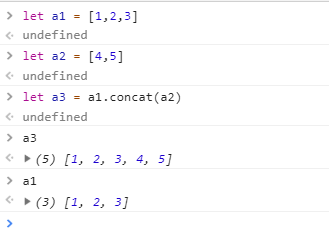 > let a1 = [1,2,3]
<· undefined
> let a2 = [4,5]
<· undefined
> let a3 = a1.concat(a2)
<· undefined
> a3
<· ▶ (5) [1, 2, 3, 4, 5]
> a1
<· ▶ (3) [1, 2, 3]
>